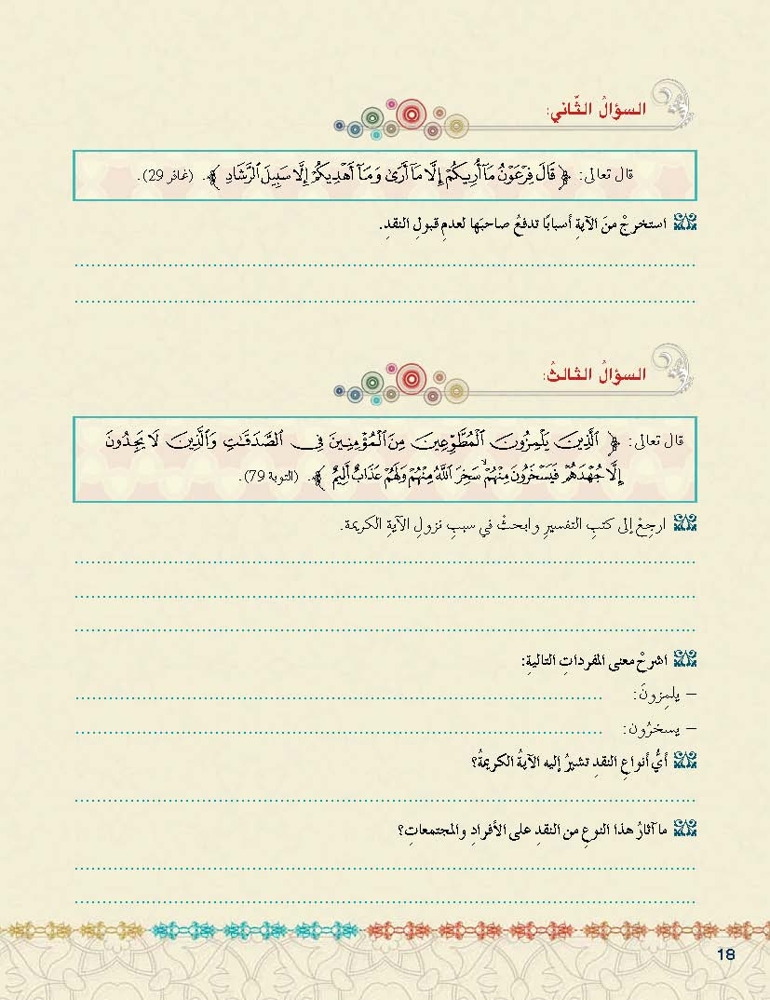 السؤالُ الثّاني:
قال تعالى: ﴿ قَالَ فِرْعَوْنُ مَآ أُرِيكُمْ إِلَّا مَآ أَرَىٰ وَمَآ أَهْدِيكُمْ إِلَّا سَبِيلَ ٱلرَّشَادِ ﴾. (غافر 29).
استخرجْ منَ الآيةِ أسبابًا تدفعُ صاحبَها لعدمِ قبولِ النقدِ.
السؤالُ الثالثُ:
قال تعالى: ﴿ ٱلَّذِينَ يَلْمِزُونَ ٱلْمُطَّوِّعِينَ مِنَ ٱلْمُؤْمِنِينَ فِى ٱلصَّدَقَٰتِ وَٱلَّذِينَ لَا يَجِدُونَ
إِلَّا جُهْدَهُمْ فَيَسْخَرُونَ مِنْهُمْ ۙ سَخِرَ ٱللَّهُ مِنْهُمْ وَلَهُمْ عَذَابٌ أَلِيمٌ ﴾. (التوبة 79).
ارجِعْ إلى كتبِ التفسيرِ وابحثْ في سببِ نزولِ الآيةِ الكريمة.
اشرحْ معنى المفرداتِ التاليةِ:
– يلمِزونَ:
– يسخرُون:
أيُّ أنواعِ النقدِ تشيرُ إليه الآيةُ الكريمةُ؟
ما آثارُ هذا النوعِ من النقدِ على الأفرادِ والمجتمعاتِ؟
18